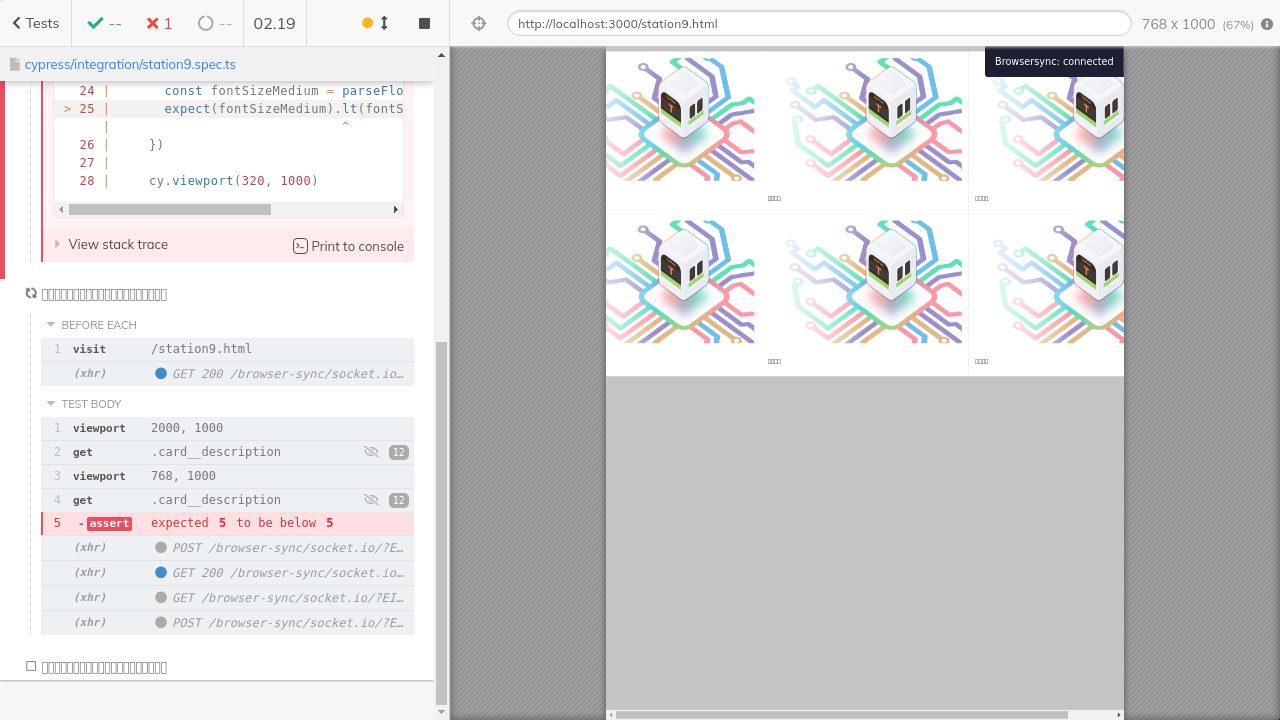 Tests
--
1
--
02.19
http://localhost:3000/station9.html
768 x 1000 (67%)
cypress/integration/station9.spec.ts
24 | const fontSizeMedium = parseFlo
> 25 | expect(fontSizeMedium).lt(fontS
| ^
26 | })
27 |
28 | cy.viewport(320, 1000)
View stack trace
Print to console
BEFORE EACH
1 visit /station9.html
(xhr) GET 200 /browser-sync/socket.io…
TEST BODY
1 viewport 2000, 1000
2 get .card__description 12
3 viewport 768, 1000
4 get .card__description 12
5 -assert expected 5 to be below 5
(xhr) POST /browser-sync/socket.io/?E…
(xhr) GET 200 /browser-sync/socket.io…
(xhr) GET /browser-sync/socket.io/?EI…
(xhr) POST /browser-sync/socket.io/?E…
Browsersync: connected
T
T
T
T
T
T